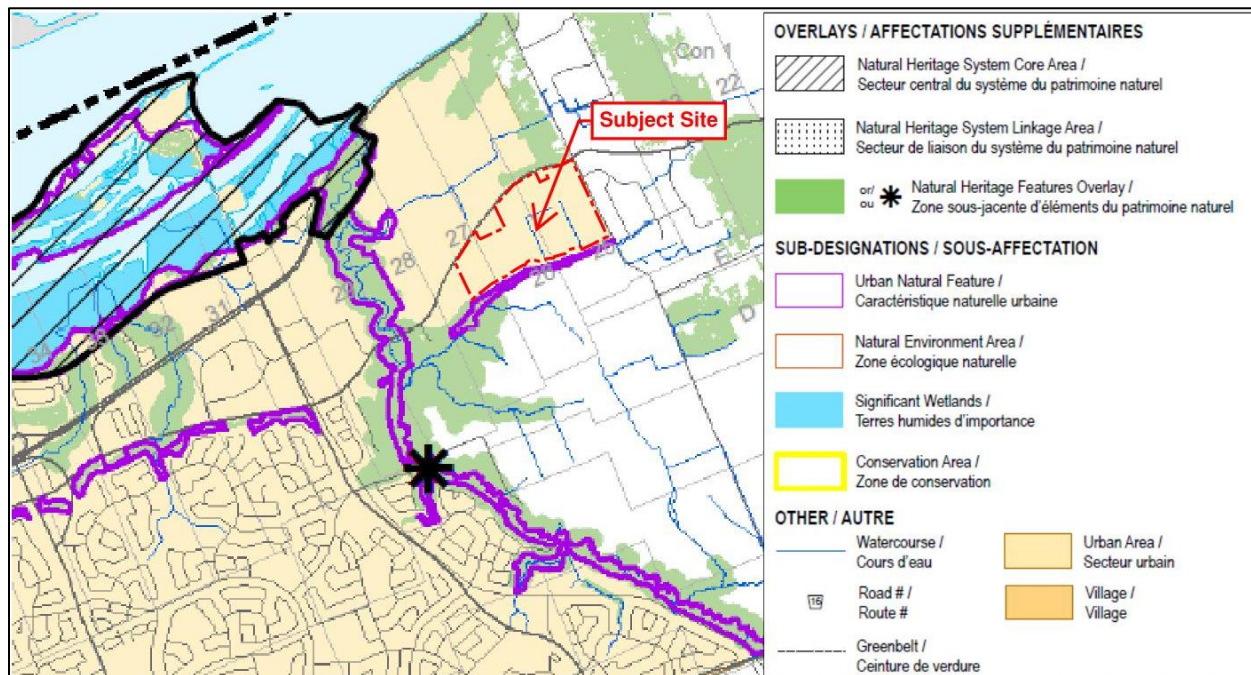 Con 1
22
Subject Site
27
28
29
26
25
E
D
31
32
33
34
OVERLAYS / AFFECTATIONS SUPPLÉMENTAIRES
Natural Heritage System Core Area /
Secteur central du système du patrimoine naturel
Natural Heritage System Linkage Area /
Secteur de liaison du système du patrimoine naturel
or/
ou
Natural Heritage Features Overlay /
Zone sous-jacente d'éléments du patrimoine naturel
SUB-DESIGNATIONS / SOUS-AFFECTATION
Urban Natural Feature /
Caractéristique naturelle urbaine
Natural Environment Area /
Zone écologique naturelle
Significant Wetlands /
Terres humides d'importance
Conservation Area /
Zone de conservation
OTHER / AUTRE
Watercourse /
Cours d'eau
Urban Area /
Secteur urbain
16
Road # /
Route #
Village /
Village
Greenbelt /
Ceinture de verdure